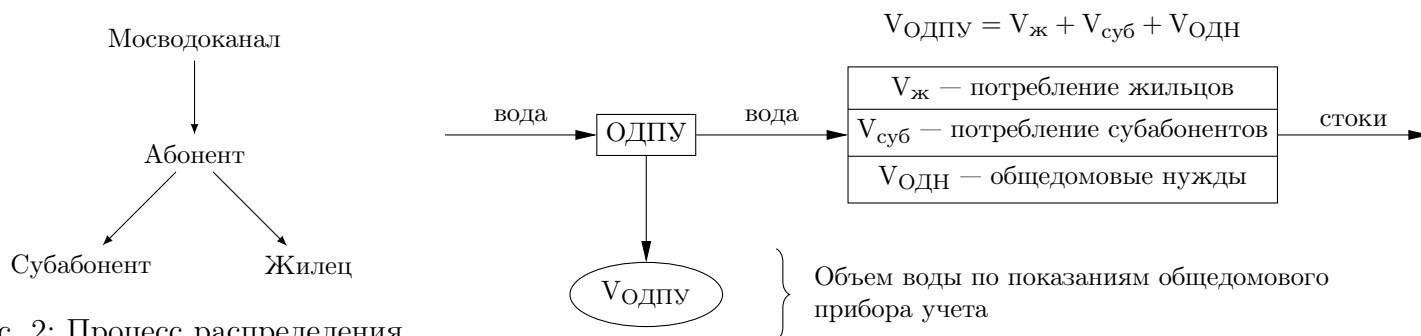 Мосводоканал
Абонент
Субабонент Жилец
с. 2: Процесс распределения
V_ОДПУ = V_ж + V_суб + V_ОДН
вода
ОДПУ
вода
V_ж — потребление жильцов
V_суб — потребление субабонентов
V_ОДН — общедомовые нужды
стоки
V_ОДПУ
Объем воды по показаниям общедомового
прибора учета